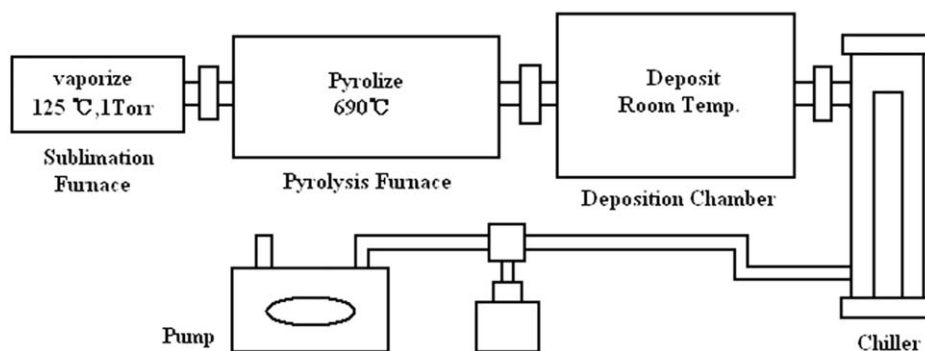 vaporize
125 ℃,1Torr
Sublimation
Furnace
Pyrolize
690℃
Pyrolysis Furnace
Deposit
Room Temp.
Deposition Chamber
Pump
Chiller